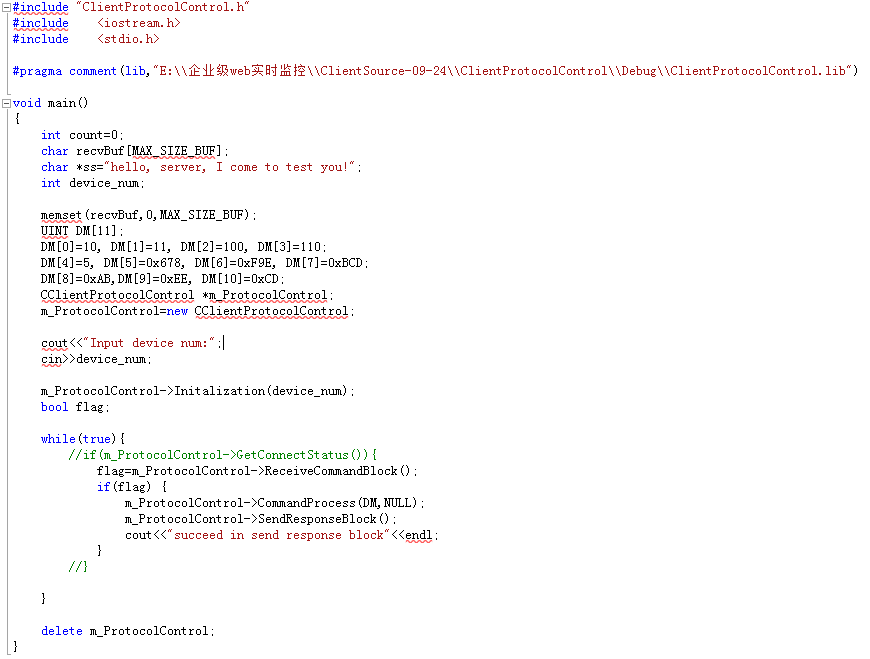 #include "ClientProtocolControl.h"
#include    <iostream.h>
#include    <stdio.h>
#pragma comment(lib,"E:\\企业级web实时监控\\ClientSource-09-24\\ClientProtocolControl\\Debug\\ClientProtocolControl.lib")
void main()
{
    int count=0;
    char recvBuf[MAX_SIZE_BUF];
    char *ss="hello, server, I come to test you!";
    int device_num;
    memset(recvBuf,0,MAX_SIZE_BUF);
    UINT DM[11];
    DM[0]=10, DM[1]=11, DM[2]=100, DM[3]=110;
    DM[4]=5, DM[5]=0x678, DM[6]=0xF9E, DM[7]=0xBCD;
    DM[8]=0xAB,DM[9]=0xEE, DM[10]=0xCD;
    CClientProtocolControl *m_ProtocolControl;
    m_ProtocolControl=new CClientProtocolControl;
    cout<<"Input device num:";
    cin>>device_num;
    m_ProtocolControl->Initalization(device_num);
    bool flag;
    while(true){
        //if(m_ProtocolControl->GetConnectStatus()){
            flag=m_ProtocolControl->ReceiveCommandBlock();
            if(flag) {
                m_ProtocolControl->CommandProcess(DM,NULL);
                m_ProtocolControl->SendResponseBlock();
                cout<<"succeed in send response block"<<endl;
            }
        //}
    }
    delete m_ProtocolControl;
}